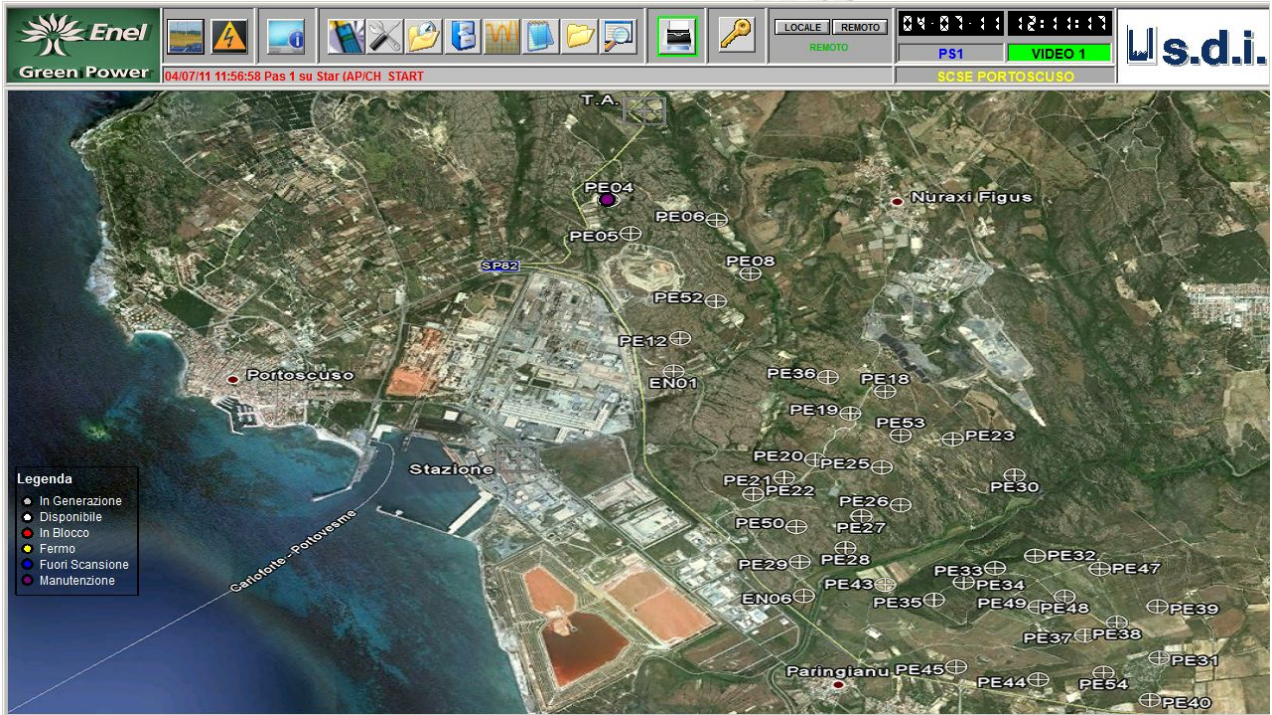 Enel
Green Power
LOCALE REMOTO
REMOTO
04-07-11 12:11:17
PS1 VIDEO 1
04/07/11 11:56:58 Pas 1 su Star (AP/CH START
SCSE PORTOSCUSO
s.d.i.
T.A.
PE04
PE06
PE05
Nuraxi Figus
SP82
PE08
PE52
PE12
EN01
Portoscuso
PE36
PE18
PE19
PE53
PE23
Stazione
PE20
PE25
PE21
PE22
PE30
PE26
PE27
PE50
Carloforte--Portovesme
PE28
PE29
PE32
PE33
PE47
PE43
PE34
EN06
PE35
PE49
PE48
PE39
PE37
PE38
Paringianu
PE45
PE31
PE44
PE54
PE40
Legenda
In Generazione
Disponibile
In Blocco
Fermo
Fuori Scansione
Manutenzione